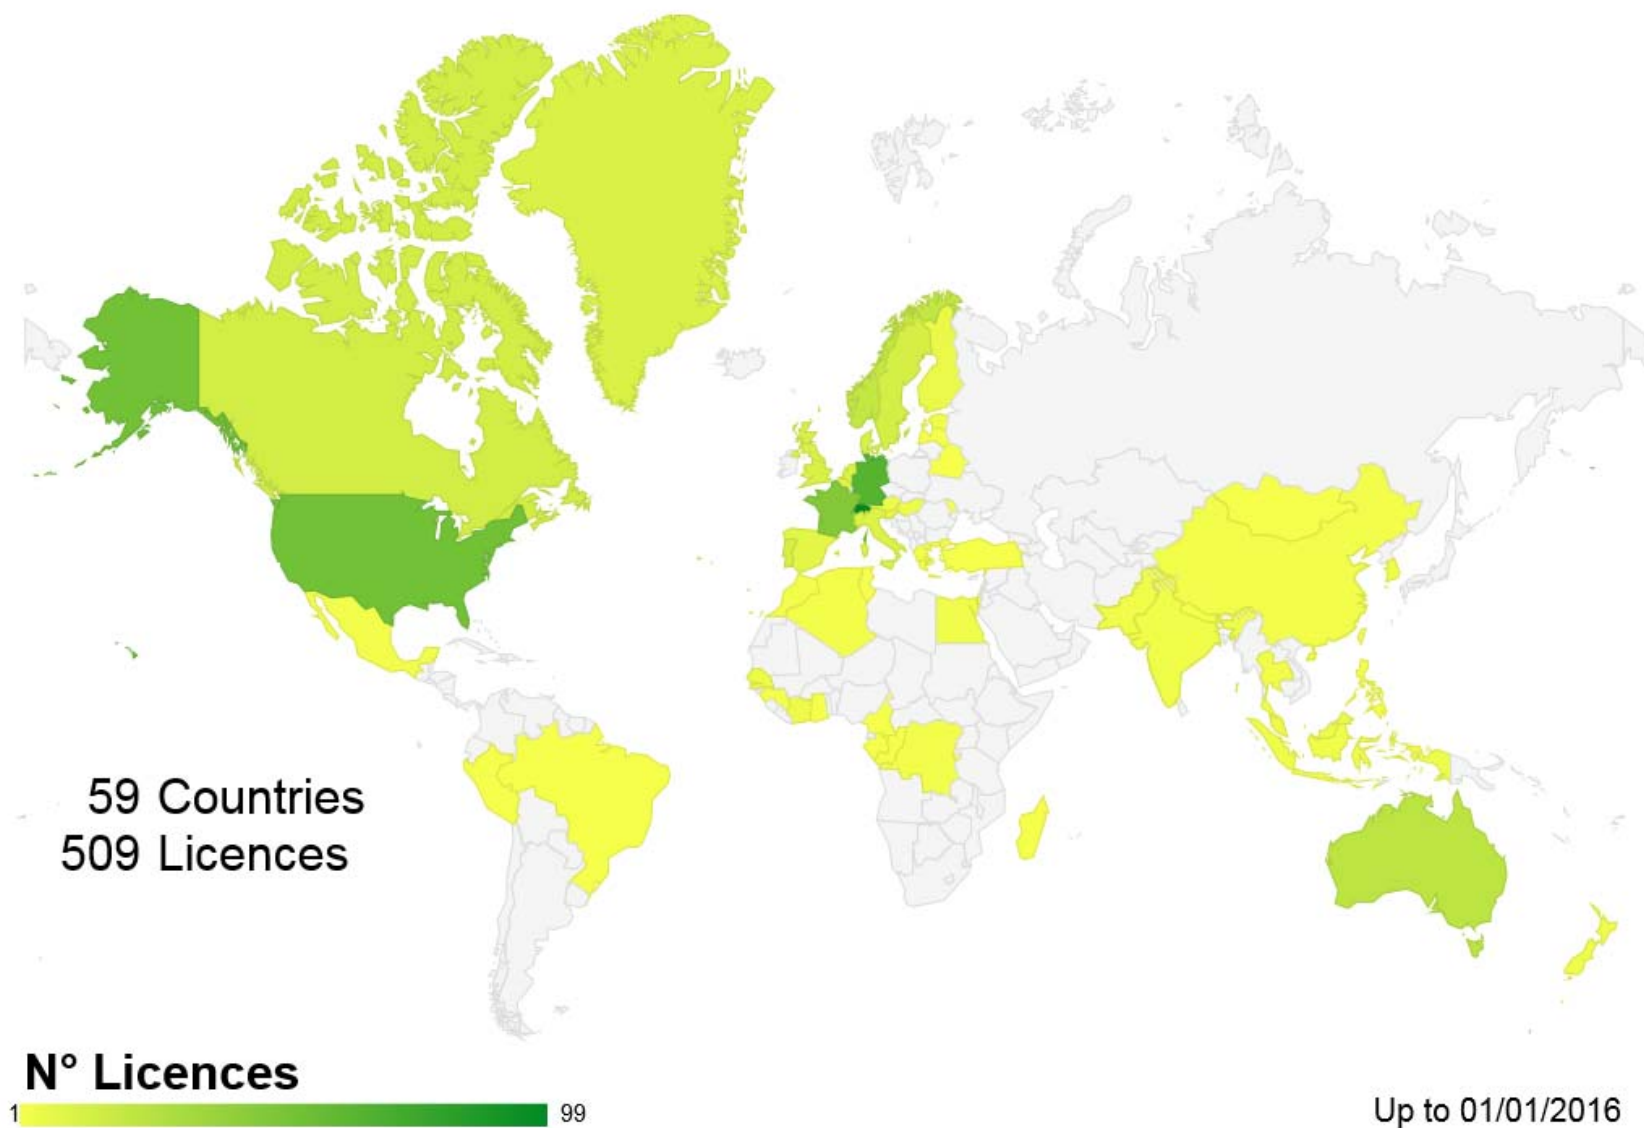 59 Countries
509 Licences
N° Licences
1 99
Up to 01/01/2016